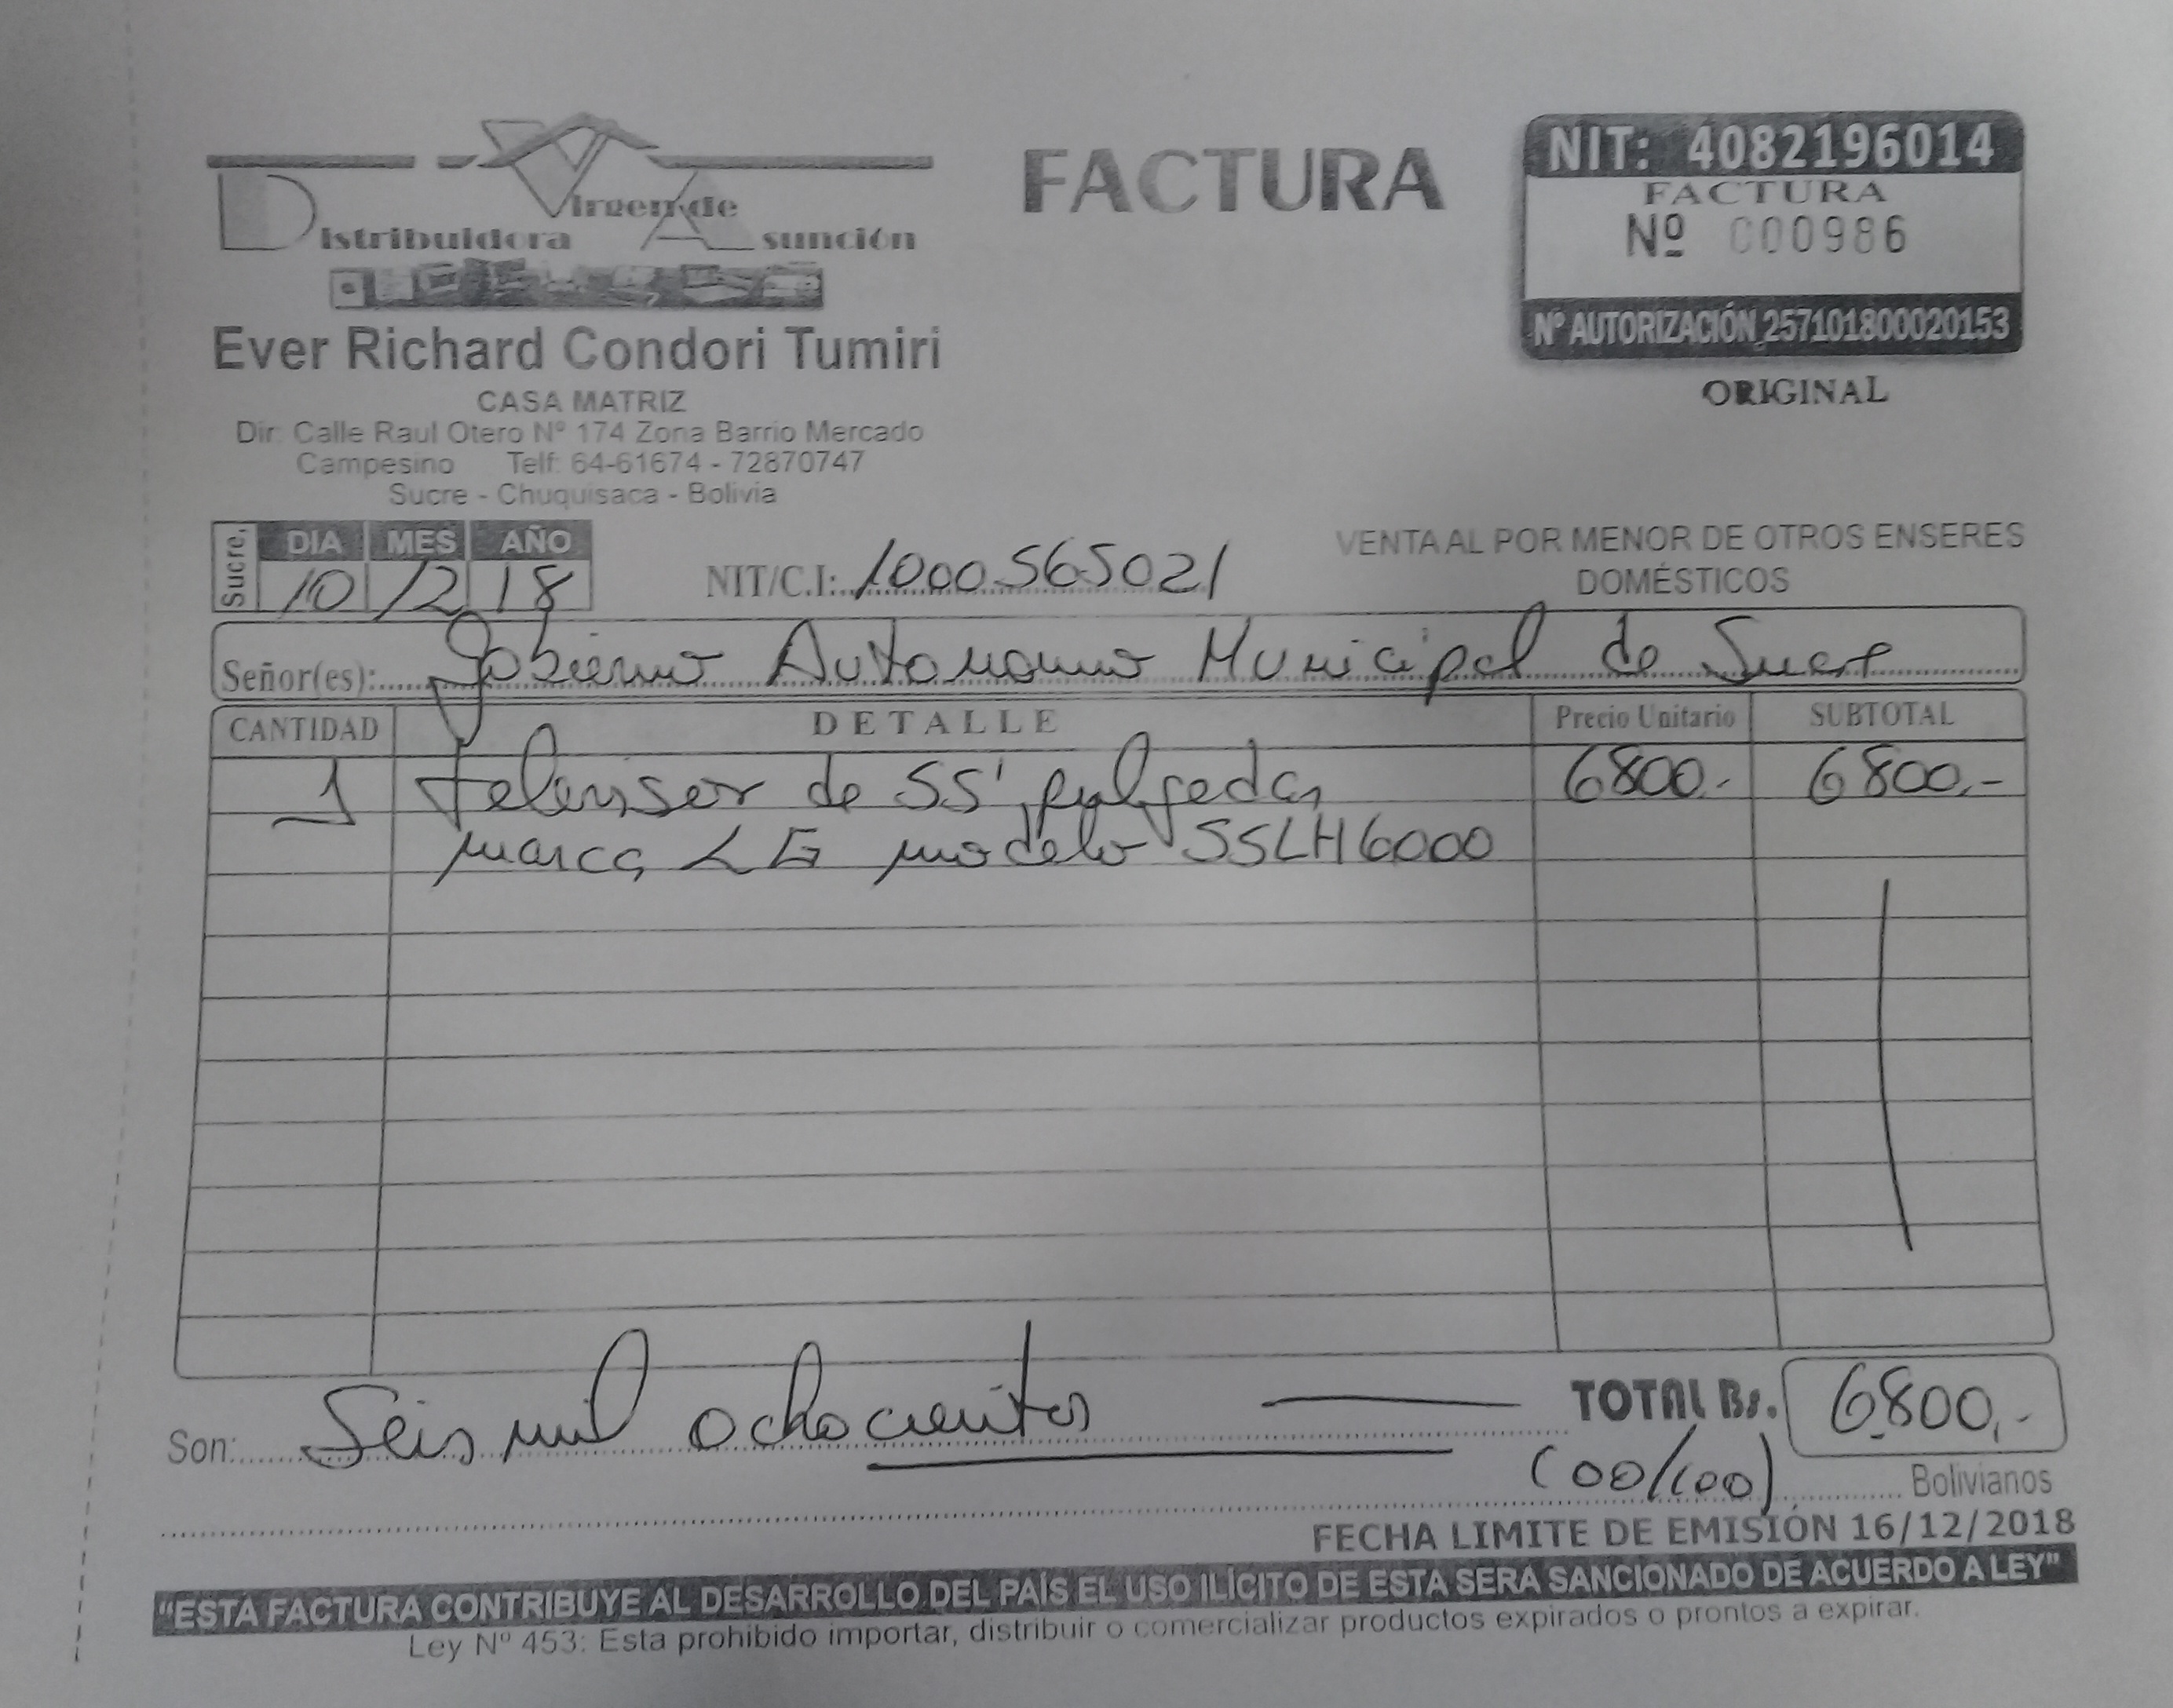 Distribuidora Virgen de Asunción
FACTURA
NIT: 4082196014
FACTURA
Nº 000986
Nº AUTORIZACIÓN 257101800020153
ORIGINAL
Ever Richard Condori Tumiri
CASA MATRIZ
Dir: Calle Raul Otero Nº 174 Zona Barrio Mercado
Campesino Telf: 64-61674 - 72870747
Sucre - Chuquisaca - Bolivia
Sucre, DIA MES AÑO
10 12 18
NIT/C.I: 1000565021
VENTA AL POR MENOR DE OTROS ENSERES
DOMÉSTICOS
Señor(es): Gobierno Autonomo Municipal de Sucre
CANTIDAD DETALLE Precio Unitario SUBTOTAL
1 televisor de 55' pulgadas 6800.- 6800,-
marca LG modelo 55LH6000
Son: Seis mil ochocientos TOTAL Bs. 6.800,-
(00/100) Bolivianos
FECHA LIMITE DE EMISIÓN 16/12/2018
"ESTA FACTURA CONTRIBUYE AL DESARROLLO DEL PAÍS EL USO ILÍCITO DE ESTA SERA SANCIONADO DE ACUERDO A LEY"
Ley Nº 453: Esta prohibido importar, distribuir o comercializar productos expirados o prontos a expirar.